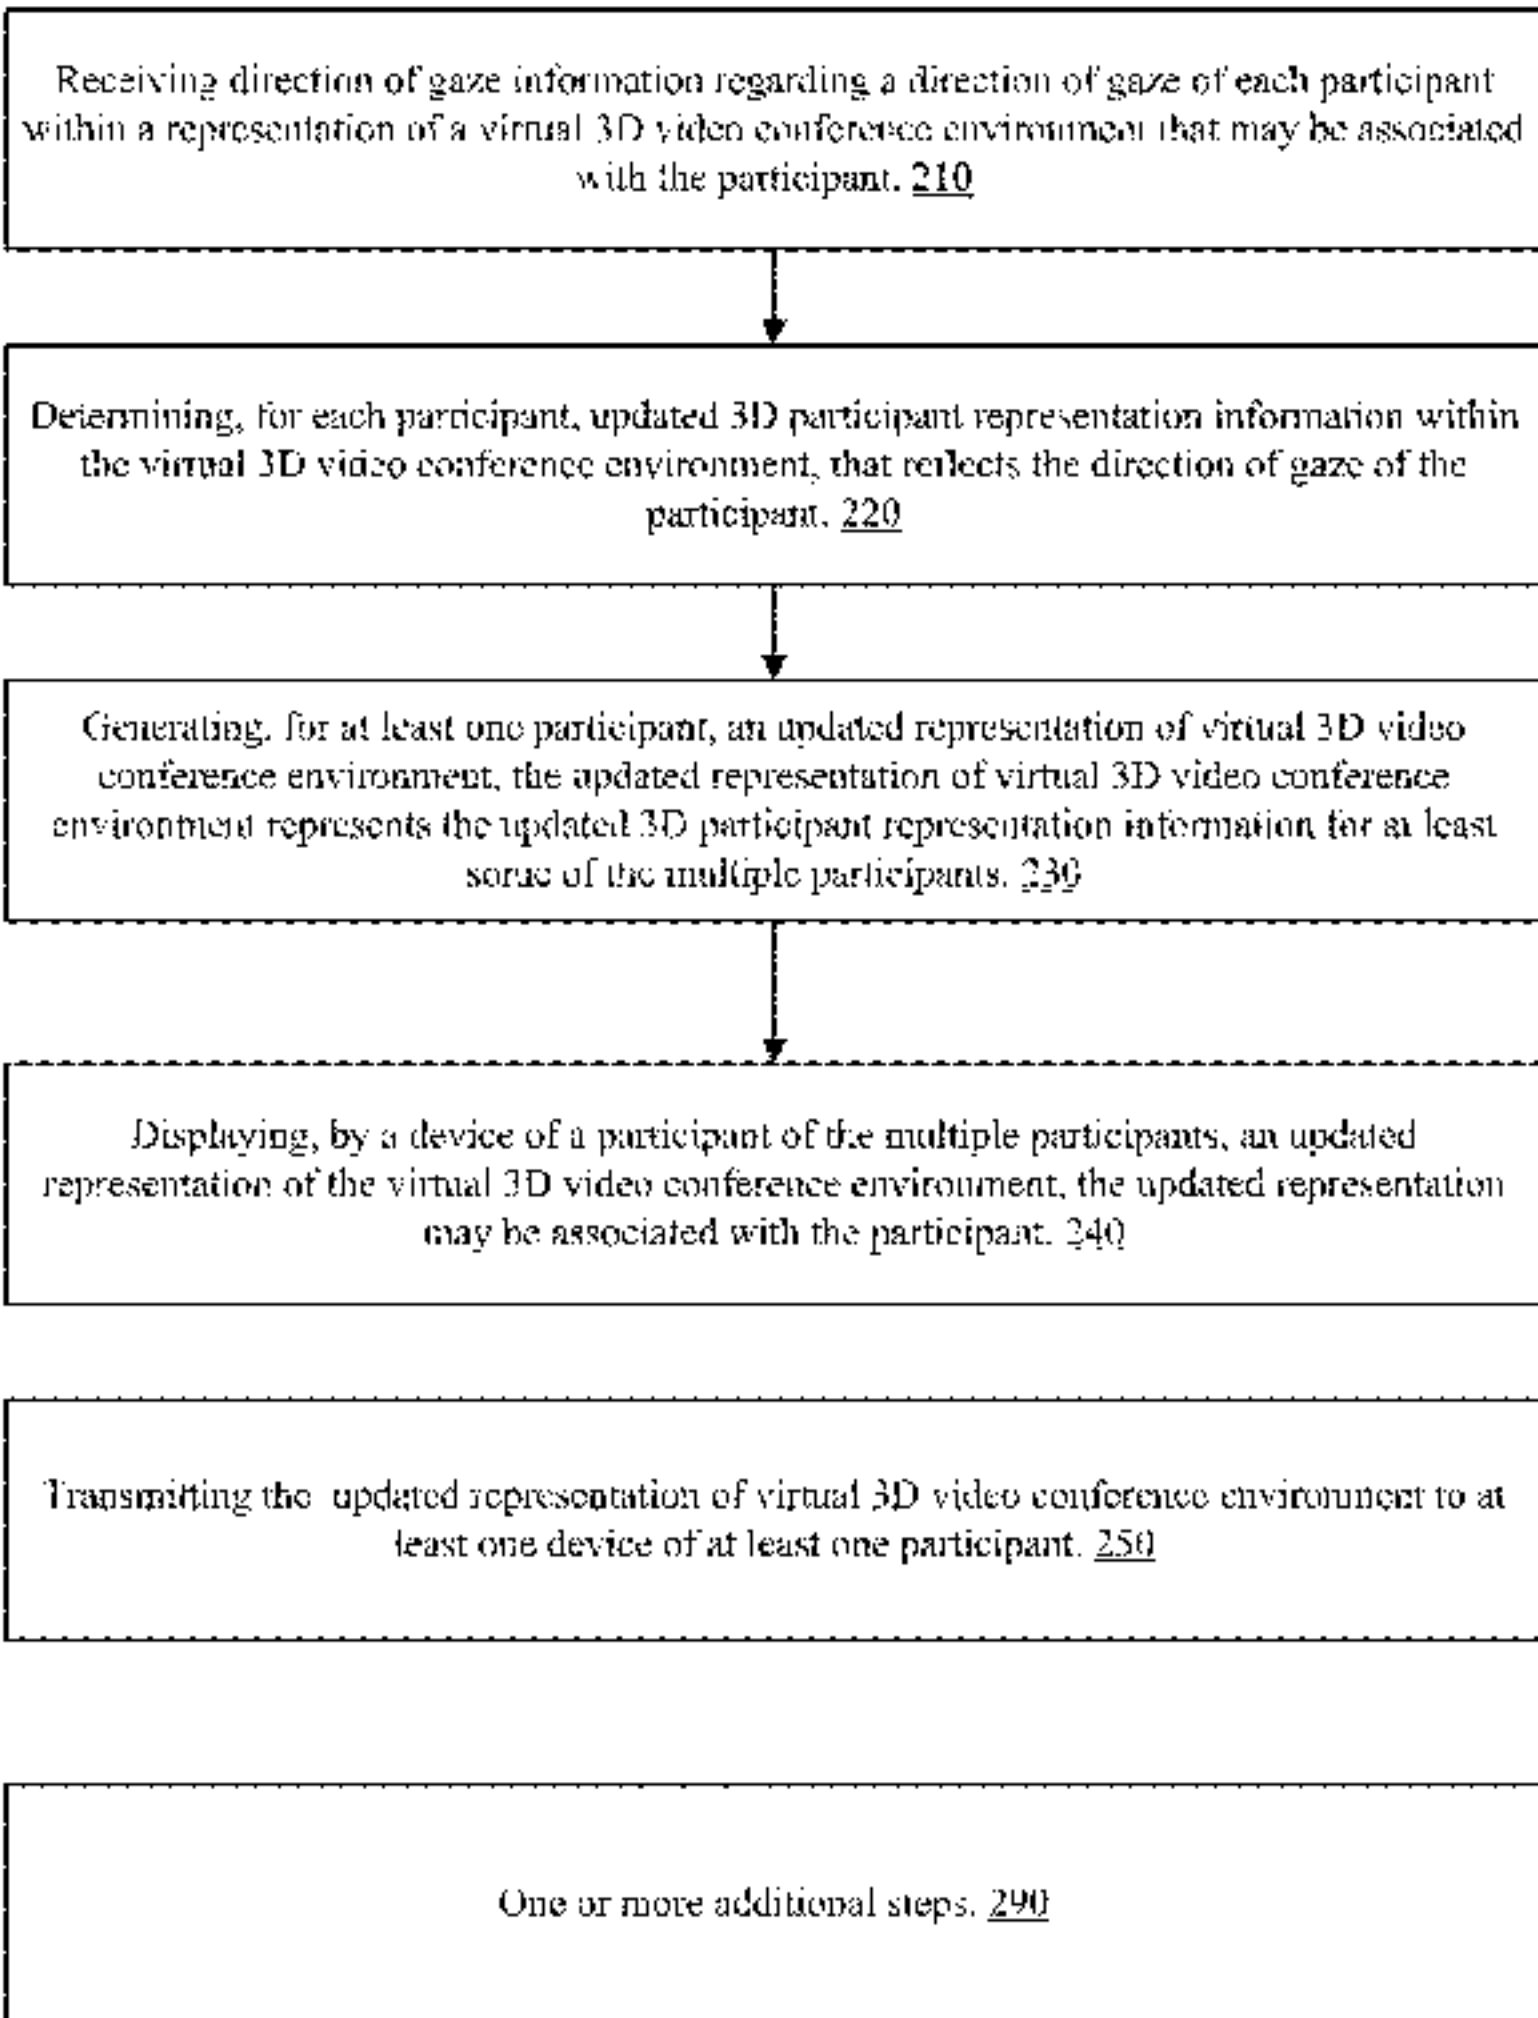 Receiving direction of gaze information regarding a direction of gaze of each participant
within a representation of a virtual 3D video conference environment that may be associated
with the participant. 210
Determining, for each participant, updated 3D participant representation information within
the virtual 3D video conference environment, that reflects the direction of gaze of the
participant. 220
Generating, for at least one participant, an updated representation of virtual 3D video
conference environment, the updated representation of virtual 3D video conference
environment represents the updated 3D participant representation information for at least
some of the multiple participants. 230
Displaying, by a device of a participant of the multiple participants, an updated
representation of the virtual 3D video conference environment, the updated representation
may be associated with the participant. 240
Transmitting the updated representation of virtual 3D video conference environment to at
least one device of at least one participant. 250
One or more additional steps. 290